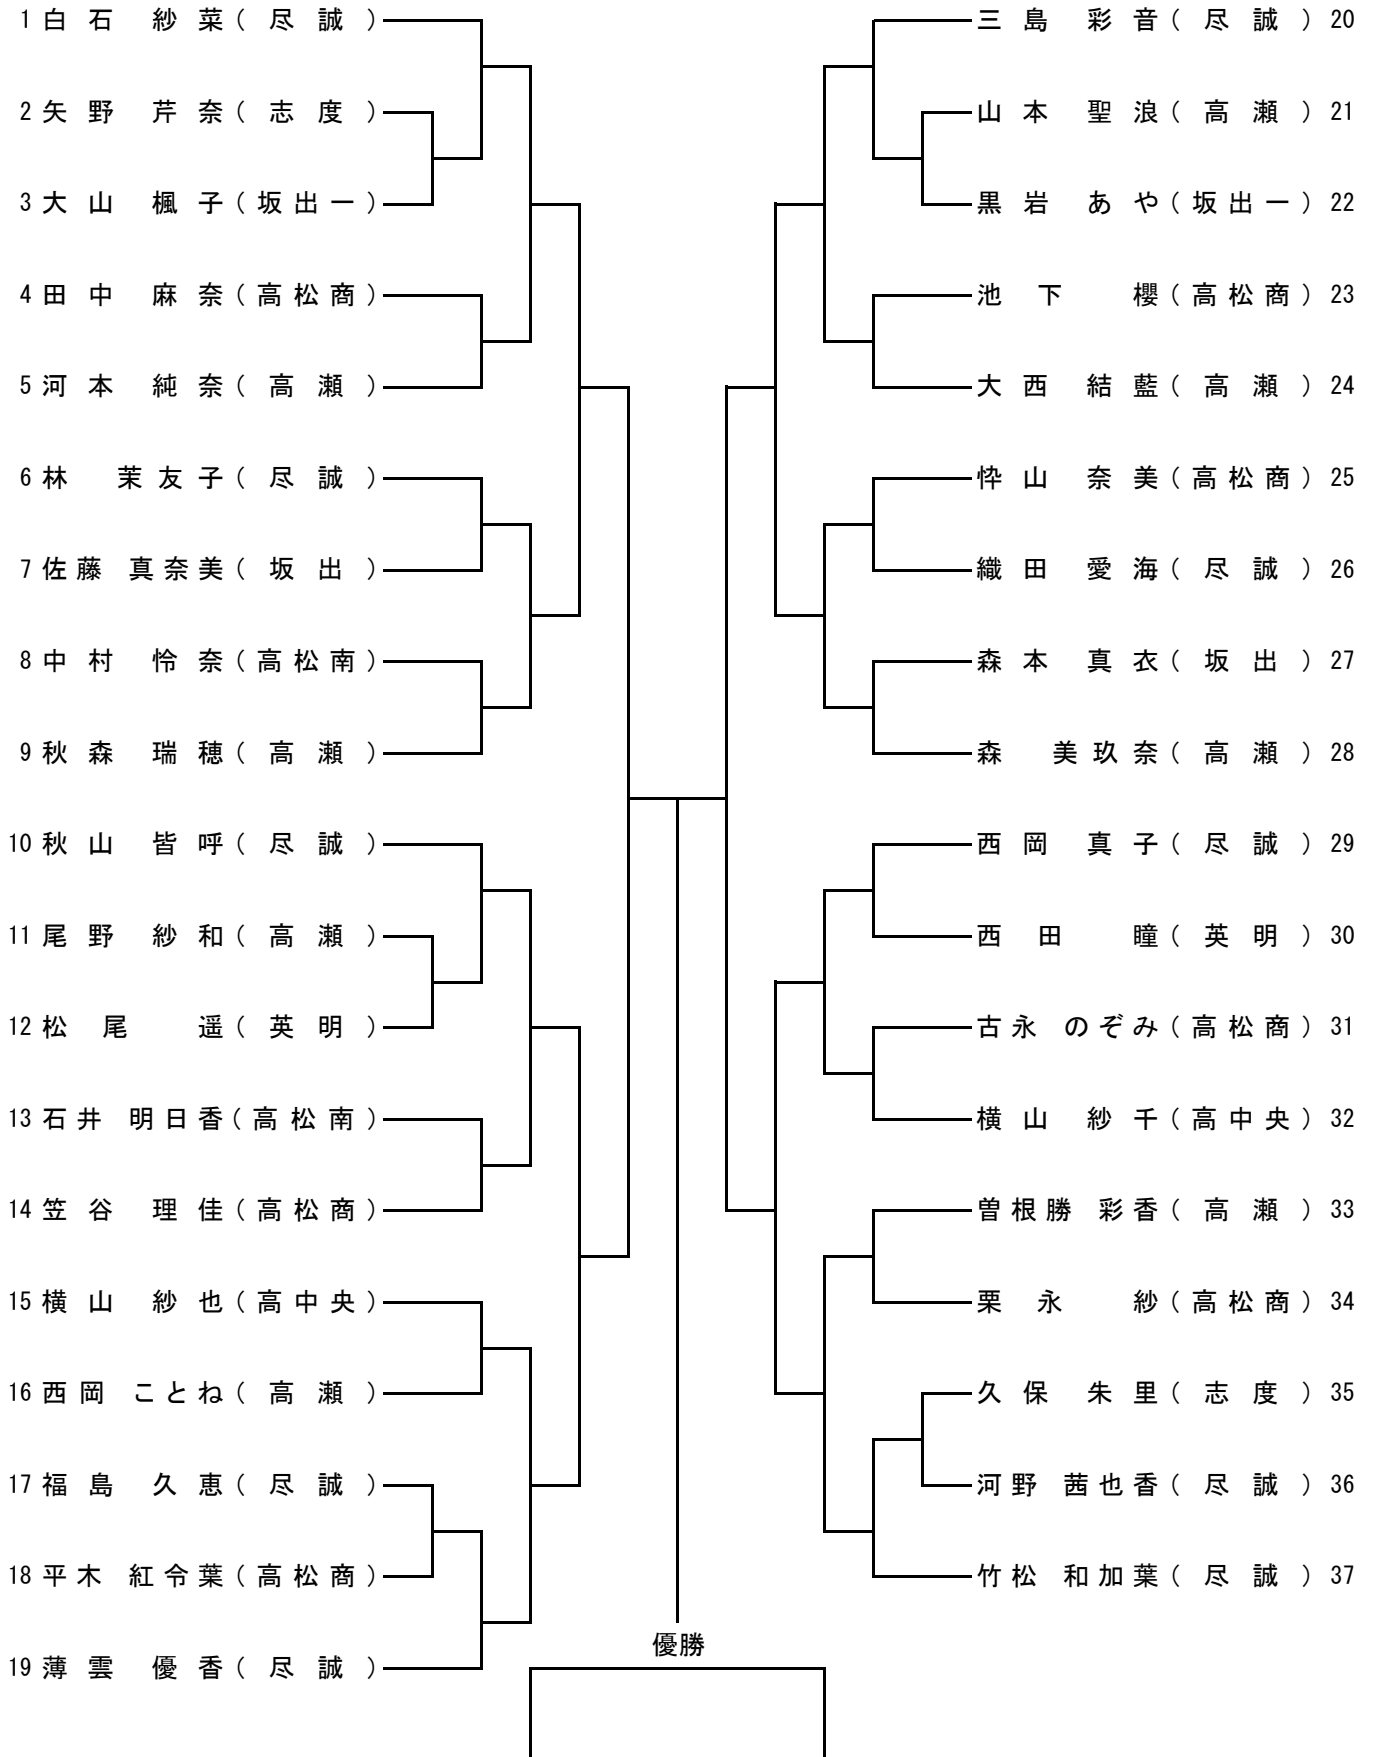 1 白石 紗菜（尽誠）
2 矢野 芹奈（志度）
3 大山 楓子（坂出一）
4 田中 麻奈（高松商）
5 河本 純奈（高瀬）
6 林 茉友子（尽誠）
7 佐藤 真奈美（坂出）
8 中村 怜奈（高松南）
9 秋森 瑞穂（高瀬）
10 秋山 皆呼（尽誠）
11 尾野 紗和（高瀬）
12 松尾 遥（英明）
13 石井 明日香（高松南）
14 笠谷 理佳（高松商）
15 横山 紗也（高中央）
16 西岡 ことね（高瀬）
17 福島 久恵（尽誠）
18 平木 紅令葉（高松商）
19 薄雲 優香（尽誠）
三島 彩音（尽誠）20
山本 聖浪（高瀬）21
黒岩 あや（坂出一）22
池下 櫻（高松商）23
大西 結藍（高瀬）24
忰山 奈美（高松商）25
織田 愛海（尽誠）26
森本 真衣（坂出）27
森 美玖奈（高瀬）28
西岡 真子（尽誠）29
西田 瞳（英明）30
古永 のぞみ（高松商）31
横山 紗千（高中央）32
曽根勝 彩香（高瀬）33
栗永 紗（高松商）34
久保 朱里（志度）35
河野 茜也香（尽誠）36
竹松 和加葉（尽誠）37
優勝